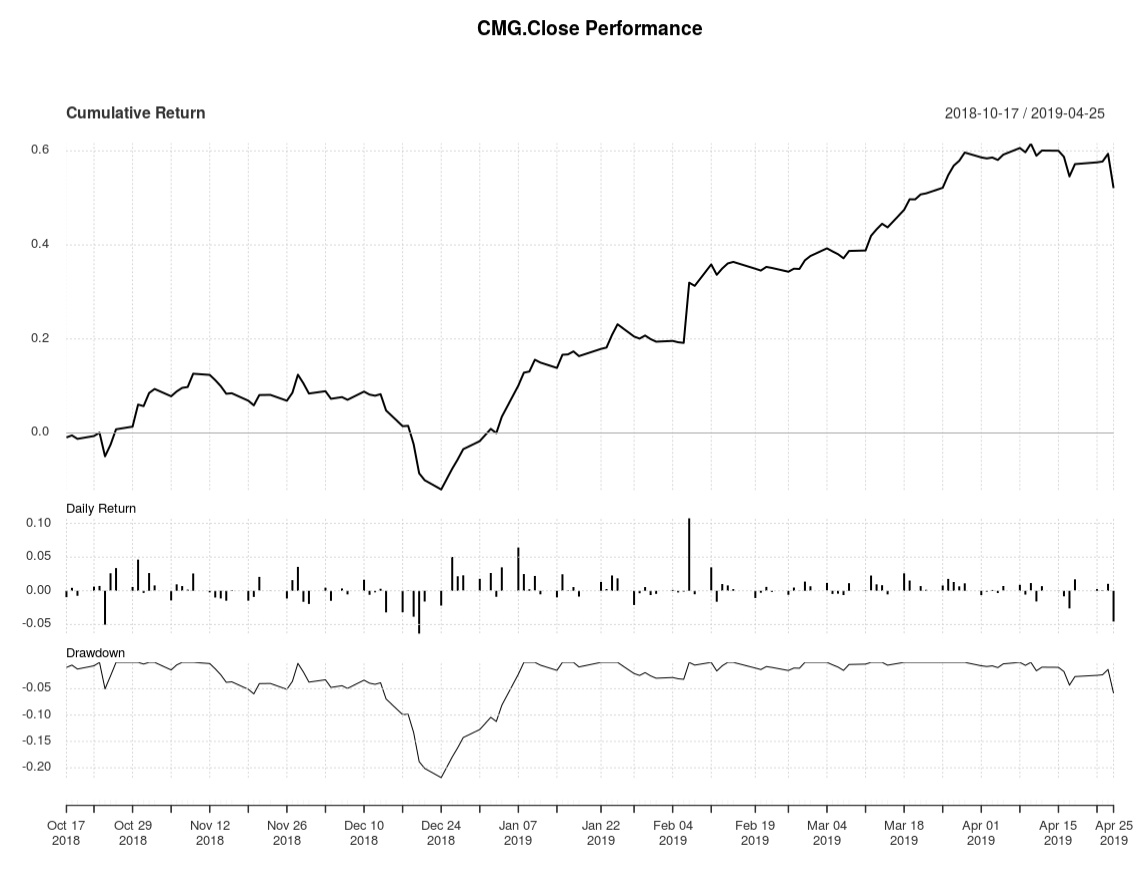 CMG.Close Performance
Cumulative Return 2018-10-17 / 2019-04-25
0.6
0.4
0.2
0.0
Daily Return
0.10
0.05
0.00
-0.05
Drawdown
-0.05
-0.10
-0.15
-0.20
Oct 17 Oct 29 Nov 12 Nov 26 Dec 10 Dec 24 Jan 07 Jan 22 Feb 04 Feb 19 Mar 04 Mar 18 Apr 01 Apr 15 Apr 25
2018 2018 2018 2018 2018 2018 2019 2019 2019 2019 2019 2019 2019 2019 2019